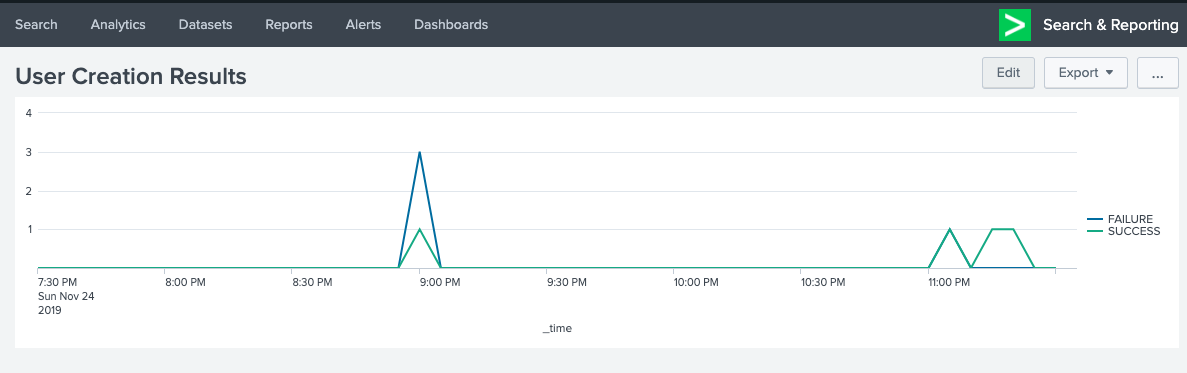 Search Analytics Datasets Reports Alerts Dashboards Search & Reporting
User Creation Results Edit Export ...
4
3
2
1
FAILURE
SUCCESS
7:30 PM 8:00 PM 8:30 PM 9:00 PM 9:30 PM 10:00 PM 10:30 PM 11:00 PM
Sun Nov 24
2019
_time